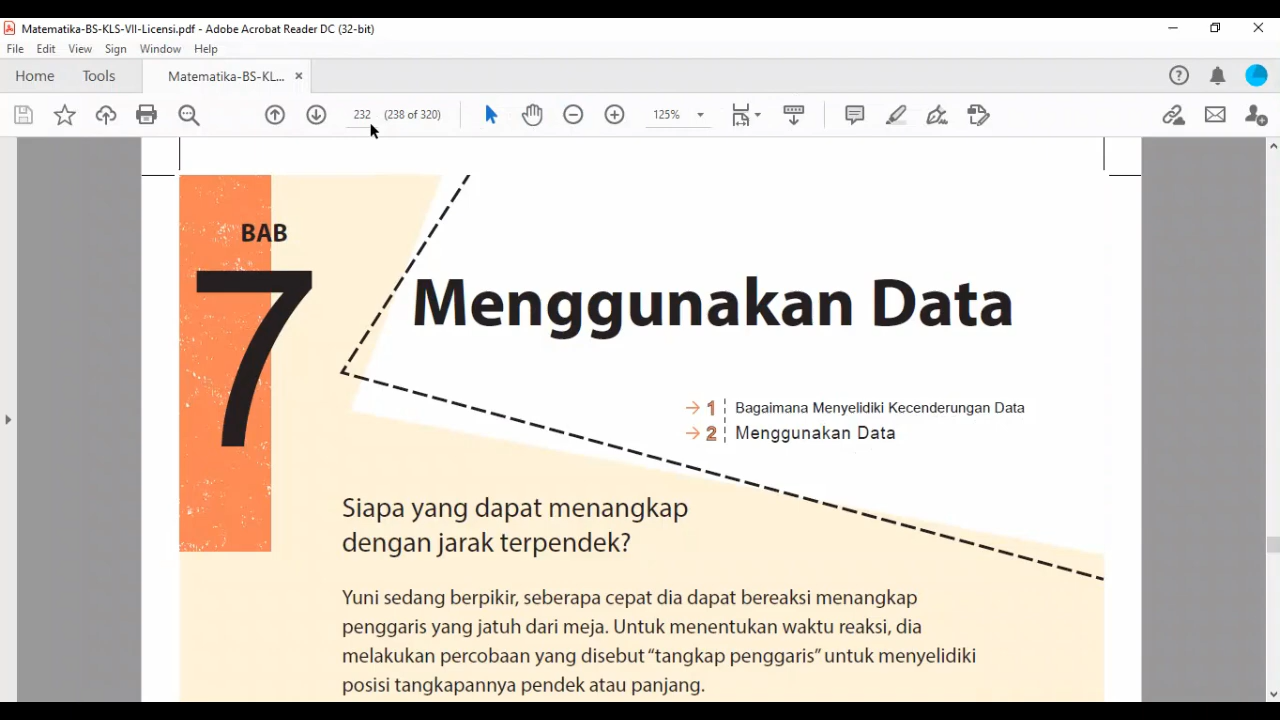 Matematika-BS-KLS-VII-Licensi.pdf - Adobe Acrobat Reader DC (32-bit)
File Edit View Sign Window Help
Home Tools Matematika-BS-KL... ×
232 (238 of 320) 125%
BAB
7
Menggunakan Data
→ 1 Bagaimana Menyelidiki Kecenderungan Data
→ 2 Menggunakan Data
Siapa yang dapat menangkap
dengan jarak terpendek?
Yuni sedang berpikir, seberapa cepat dia dapat bereaksi menangkap
penggaris yang jatuh dari meja. Untuk menentukan waktu reaksi, dia
melakukan percobaan yang disebut “tangkap penggaris” untuk menyelidiki
posisi tangkapannya pendek atau panjang.